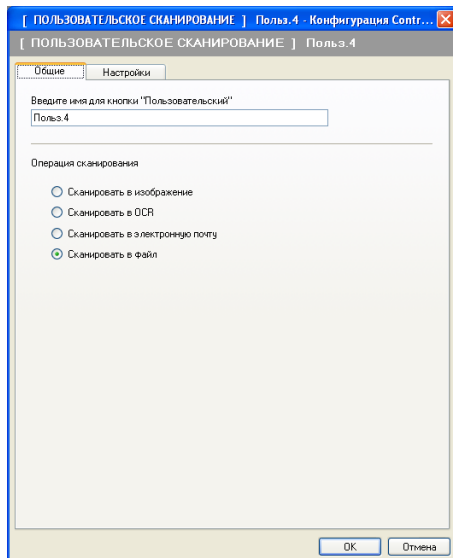 [ ПОЛЬЗОВАТЕЛЬСКОЕ СКАНИРОВАНИЕ ] Польз.4 - Конфигурация Contr...
[ ПОЛЬЗОВАТЕЛЬСКОЕ СКАНИРОВАНИЕ ] Польз.4
Общие Настройки
Введите имя для кнопки "Пользовательский"
Польз.4
Операция сканирования
Сканировать в изображение
Сканировать в OCR
Сканировать в электронную почту
Сканировать в файл
OK Отмена